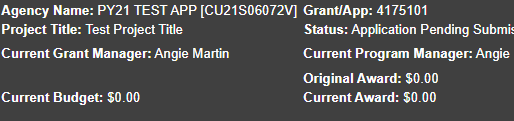 Agency Name: PY21 TEST APP [CU21S06072V] Grant/App: 4175101
Project Title: Test Project Title Status: Application Pending Submis
Current Grant Manager: Angie Martin Current Program Manager: Angie
Original Award: $0.00
Current Budget: $0.00 Current Award: $0.00